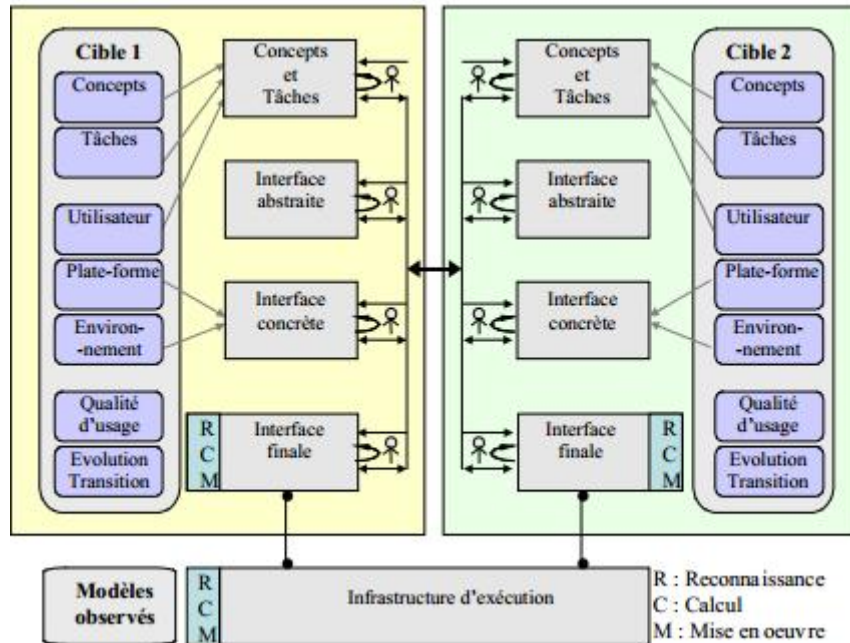 Cible 1
Concepts
Tâches
Utilisateur
Plate-forme
Environ-
-nement
Qualité
d'usage
Evolution
Transition
Concepts
et
Tâches
Interface
abstraite
Interface
concrète
R
C
M
Interface
finale
Concepts
et
Tâches
Interface
abstraite
Interface
concrète
Interface
finale
R
C
M
Cible 2
Concepts
Tâches
Utilisateur
Plate-forme
Environ-
-nement
Qualité
d'usage
Evolution
Transition
Modèles
observés
R
C
M
Infrastructure d'exécution
R : Reconnaissance
C : Calcul
M : Mise en oeuvre